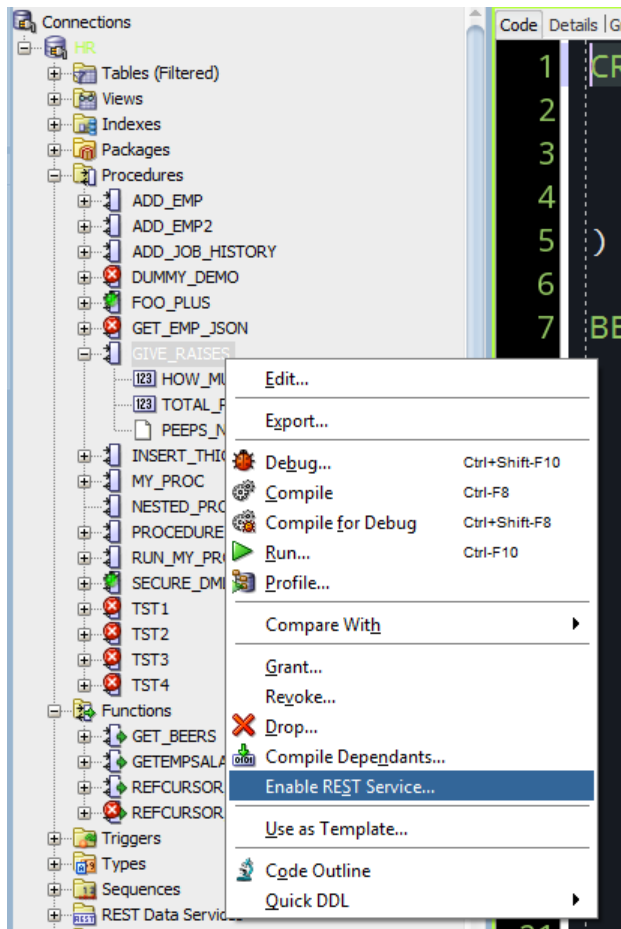 Connections
HR
Tables (Filtered)
Views
Indexes
Packages
Procedures
ADD_EMP
ADD_EMP2
ADD_JOB_HISTORY
DUMMY_DEMO
FOO_PLUS
GET_EMP_JSON
GIVE_RAISES
123 HOW_MU
123 TOTAL_P
PEEPS_N
INSERT_THIC
MY_PROC
NESTED_PRO
PROCEDURE
RUN_MY_PR
SECURE_DM
TST1
TST2
TST3
TST4
Functions
GET_BEERS
GETEMPSALA
REFCURSOR
REFCURSOR
Triggers
Types
Sequences
REST Data Servic
Edit...
Export...
Debug... Ctrl+Shift-F10
Compile Ctrl-F8
Compile for Debug Ctrl+Shift-F8
Run... Ctrl-F10
Profile...
Compare With
Grant...
Revoke...
Drop...
Compile Dependants...
Enable REST Service...
Use as Template...
Code Outline
Quick DDL
Code Details G
1 CR
2
3
4
5 )
6
7 BE